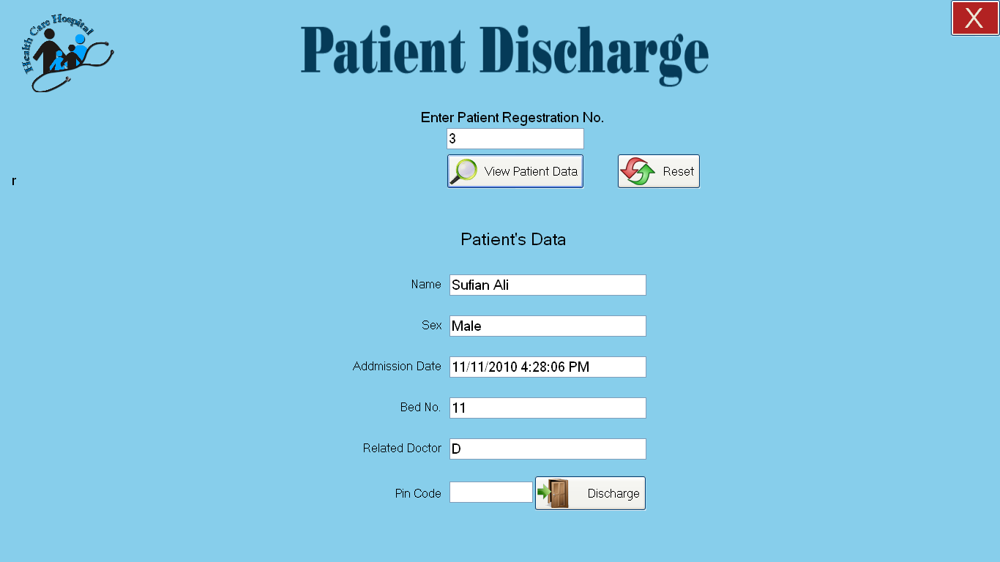 Health Care Hospital
Patient Discharge
X
Enter Patient Regestration No.
3
View Patient Data
Reset
r
Patient's Data
Name Sufian Ali
Sex Male
Addmission Date 11/11/2010 4:28:06 PM
Bed No. 11
Related Doctor D
Pin Code Discharge